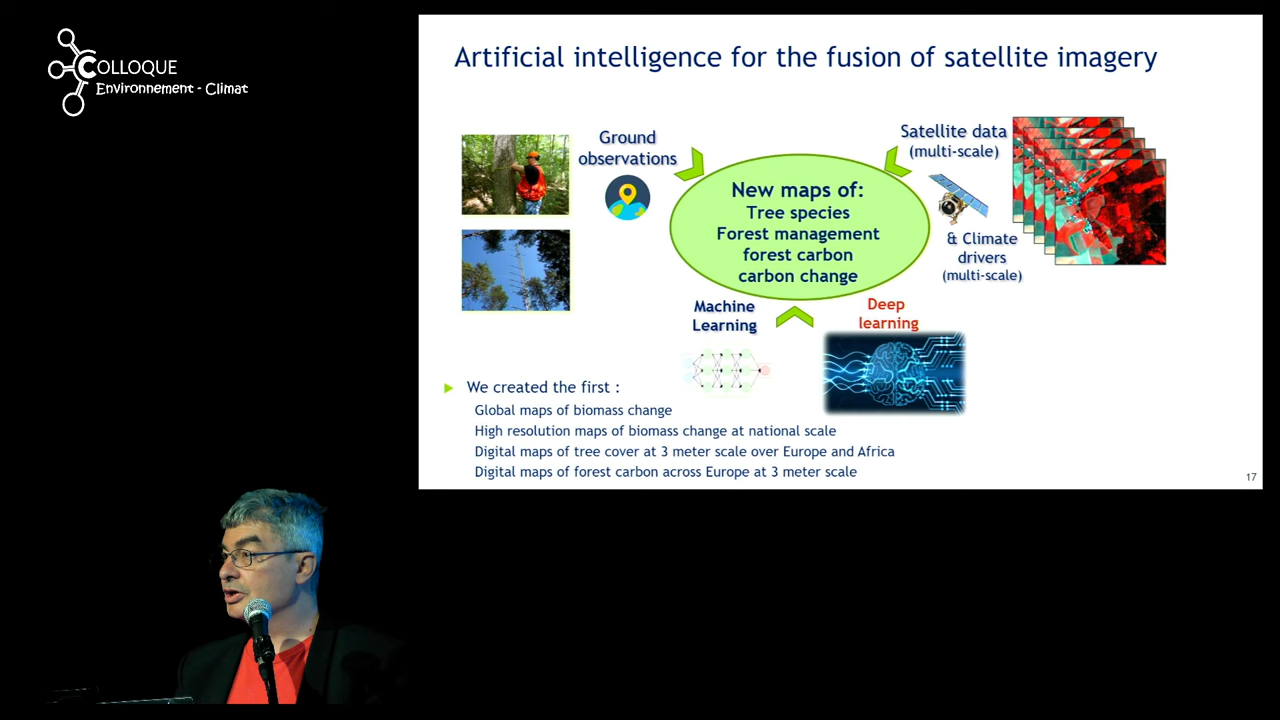 COLLOQUE
Environnement - Climat
Artificial intelligence for the fusion of satellite imagery
Ground
observations
Satellite data
(multi-scale)
New maps of:
Tree species
Forest management
forest carbon
carbon change
& Climate
drivers
(multi-scale)
Machine
Learning
Deep
learning
We created the first :
Global maps of biomass change
High resolution maps of biomass change at national scale
Digital maps of tree cover at 3 meter scale over Europe and Africa
Digital maps of forest carbon across Europe at 3 meter scale
17